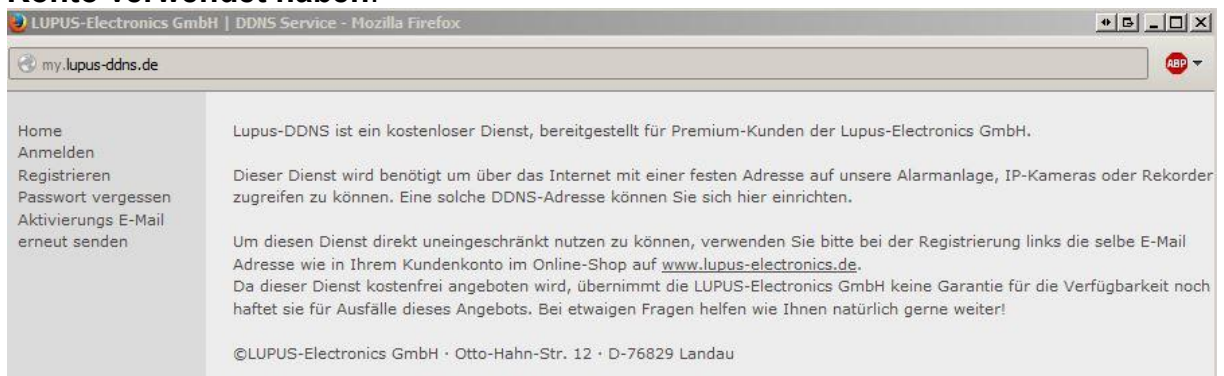 Konto verwendet haben.
LUPUS-Electronics GmbH | DDNS Service - Mozilla Firefox
my.lupus-ddns.de
ABP
Home
Anmelden
Registrieren
Passwort vergessen
Aktivierungs E-Mail
erneut senden
Lupus-DDNS ist ein kostenloser Dienst, bereitgestellt für Premium-Kunden der Lupus-Electronics GmbH.
Dieser Dienst wird benötigt um über das Internet mit einer festen Adresse auf unsere Alarmanlage, IP-Kameras oder Rekorder
zugreifen zu können. Eine solche DDNS-Adresse können Sie sich hier einrichten.
Um diesen Dienst direkt uneingeschränkt nutzen zu können, verwenden Sie bitte bei der Registrierung links die selbe E-Mail
Adresse wie in Ihrem Kundenkonto im Online-Shop auf www.lupus-electronics.de.
Da dieser Dienst kostenfrei angeboten wird, übernimmt die LUPUS-Electronics GmbH keine Garantie für die Verfügbarkeit noch
haftet sie für Ausfälle dieses Angebots. Bei etwaigen Fragen helfen wie Ihnen natürlich gerne weiter!
©LUPUS-Electronics GmbH · Otto-Hahn-Str. 12 · D-76829 Landau